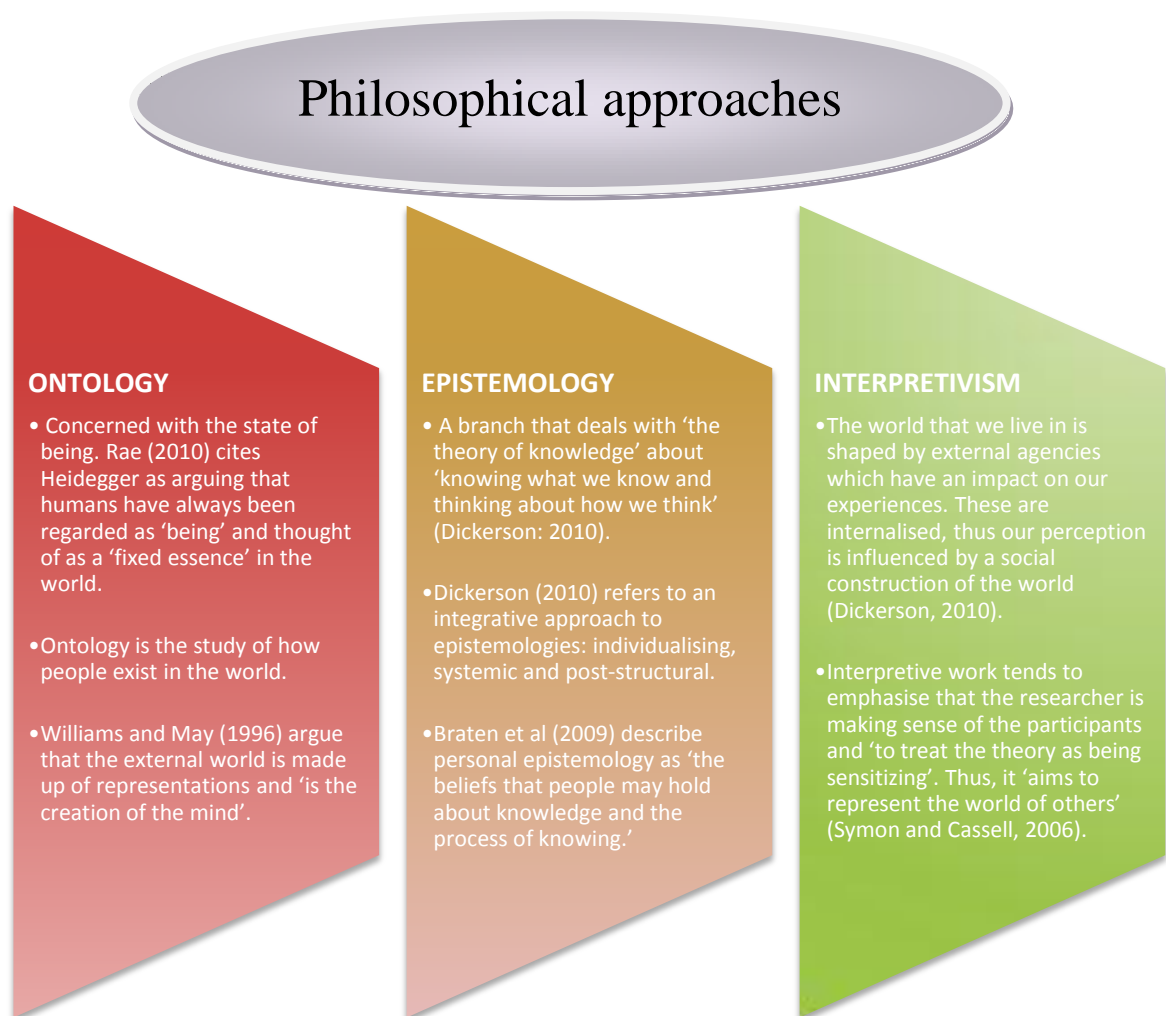 Philosophical approaches
ONTOLOGY
• Concerned with the state of
being. Rae (2010) cites
Heidegger as arguing that
humans have always been
regarded as ‘being’ and thought
of as a ‘fixed essence’ in the
world.
•Ontology is the study of how
people exist in the world.
•Williams and May (1996) argue
that the external world is made
up of representations and ‘is the
creation of the mind’.
EPISTEMOLOGY
• A branch that deals with ‘the
theory of knowledge’ about
‘knowing what we know and
thinking about how we think’
(Dickerson: 2010).
•Dickerson (2010) refers to an
integrative approach to
epistemologies: individualising,
systemic and post-structural.
•Braten et al (2009) describe
personal epistemology as ‘the
beliefs that people may hold
about knowledge and the
process of knowing.’
INTERPRETIVISM
•The world that we live in is
shaped by external agencies
which have an impact on our
experiences. These are
internalised, thus our perception
is influenced by a social
construction of the world
(Dickerson, 2010).
•Interpretive work tends to
emphasise that the researcher is
making sense of the participants
and ‘to treat the theory as being
sensitizing’. Thus, it ‘aims to
represent the world of others’
(Symon and Cassell, 2006).